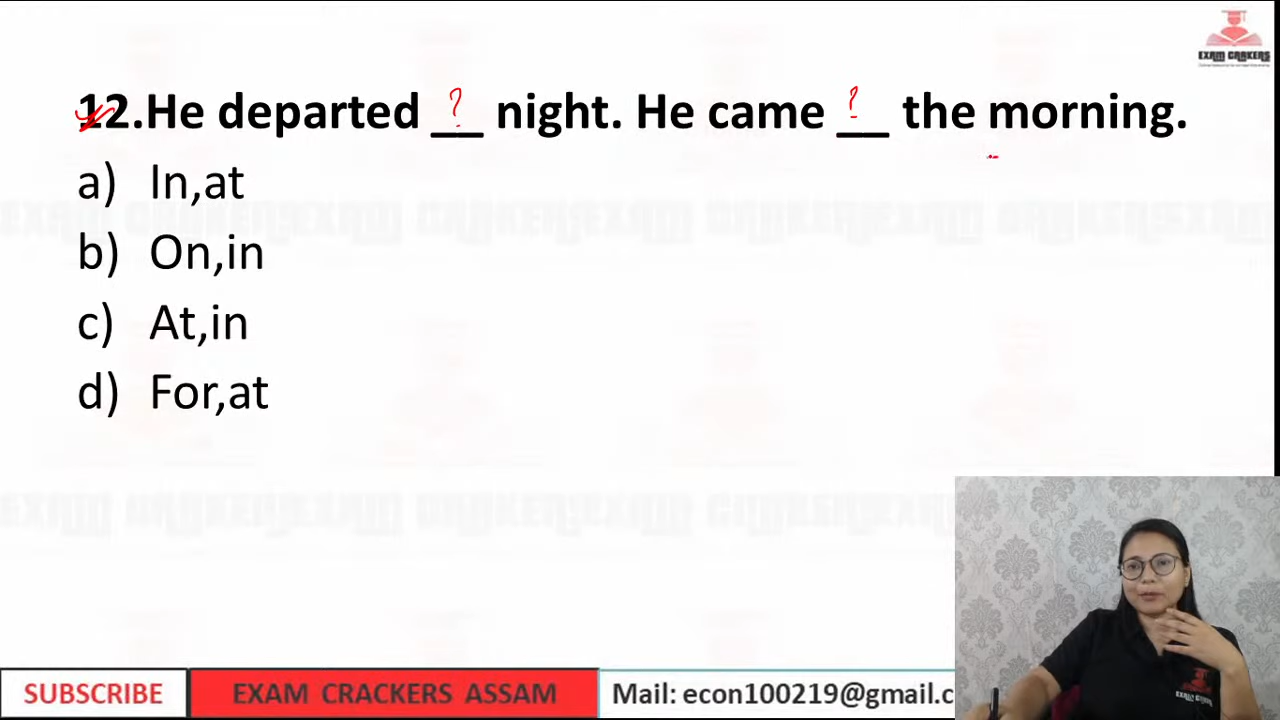 EXAM CRAKERS
12.He departed __ night. He came __ the morning.
? ?
a) In,at
b) On,in
c) At,in
d) For,at
SUBSCRIBE EXAM CRACKERS ASSAM Mail: econ100219@gmail.c